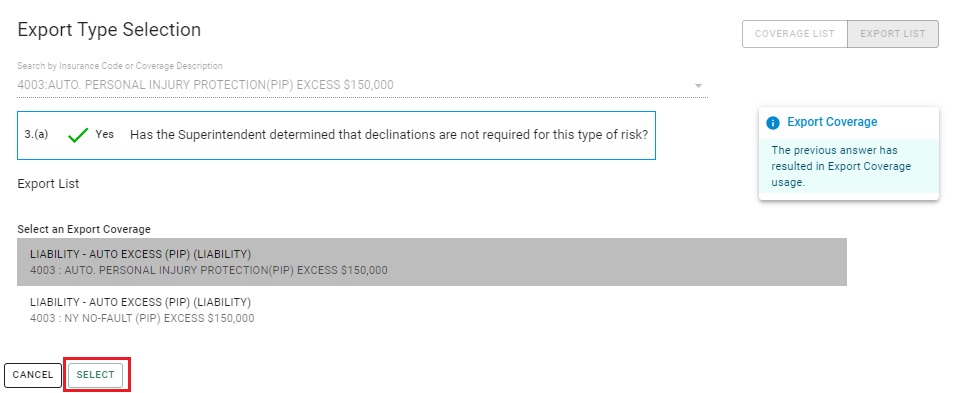 Export Type Selection
COVERAGE LIST
EXPORT LIST
Search by Insurance Code or Coverage Description
4003:AUTO. PERSONAL INJURY PROTECTION(PIP) EXCESS $150,000
3.(a) Yes Has the Superintendent determined that declinations are not required for this type of risk?
Export Coverage
The previous answer has
resulted in Export Coverage
usage.
Export List
Select an Export Coverage
LIABILITY - AUTO EXCESS (PIP) (LIABILITY)
4003 : AUTO. PERSONAL INJURY PROTECTION(PIP) EXCESS $150,000
LIABILITY - AUTO EXCESS (PIP) (LIABILITY)
4003 : NY NO-FAULT (PIP) EXCESS $150,000
CANCEL
SELECT